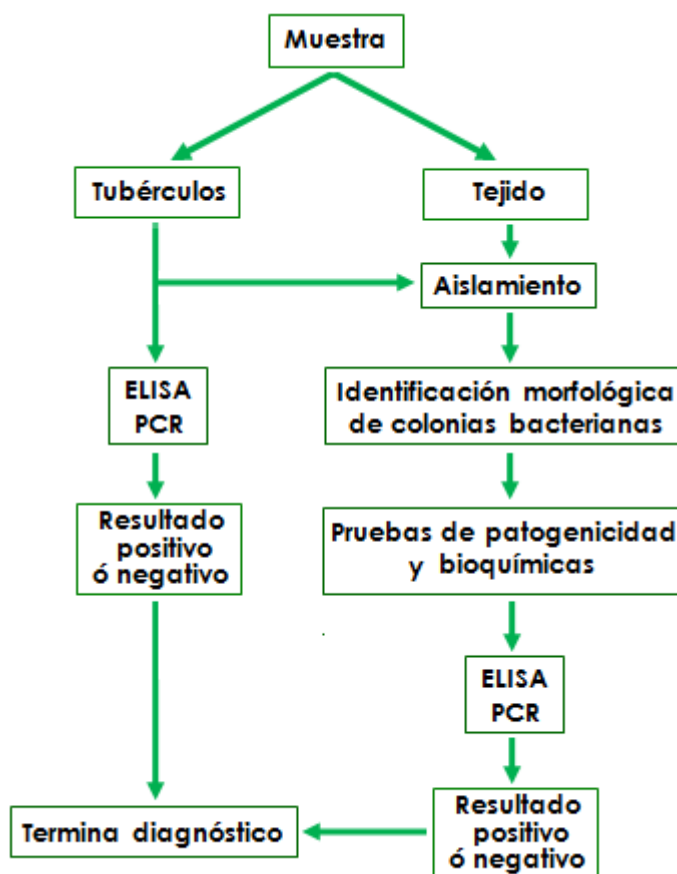 Muestra
Tubérculos
Tejido
Aislamiento
ELISA
PCR
Identificación morfológica
de colonias bacterianas
Resultado
positivo
ó negativo
Pruebas de patogenicidad
y bioquímicas
ELISA
PCR
Resultado
positivo
ó negativo
Termina diagnóstico